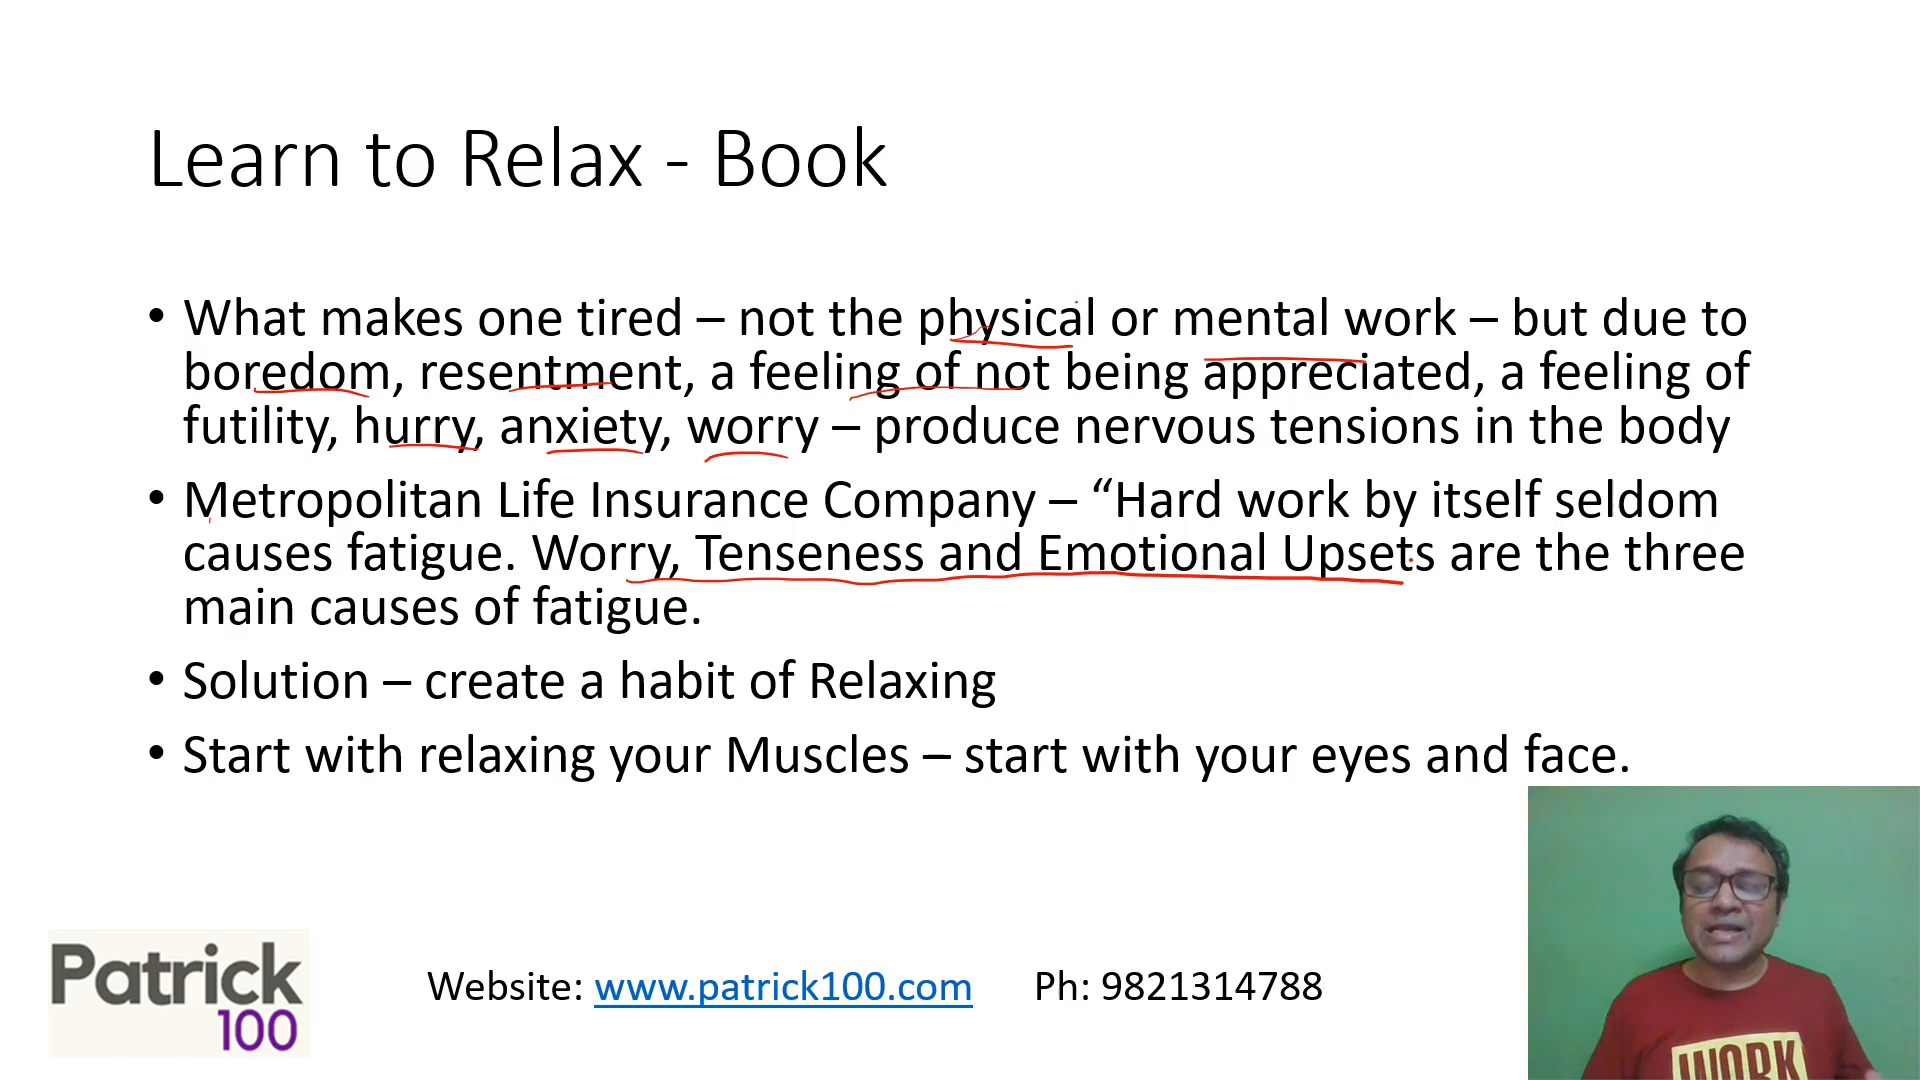 Learn to Relax - Book
• What makes one tired – not the physical or mental work – but due to
boredom, resentment, a feeling of not being appreciated, a feeling of
futility, hurry, anxiety, worry – produce nervous tensions in the body
• Metropolitan Life Insurance Company – “Hard work by itself seldom
causes fatigue. Worry, Tenseness and Emotional Upsets are the three
main causes of fatigue.
• Solution – create a habit of Relaxing
• Start with relaxing your Muscles – start with your eyes and face.
Patrick
100
Website: www.patrick100.com Ph: 9821314788
WORK